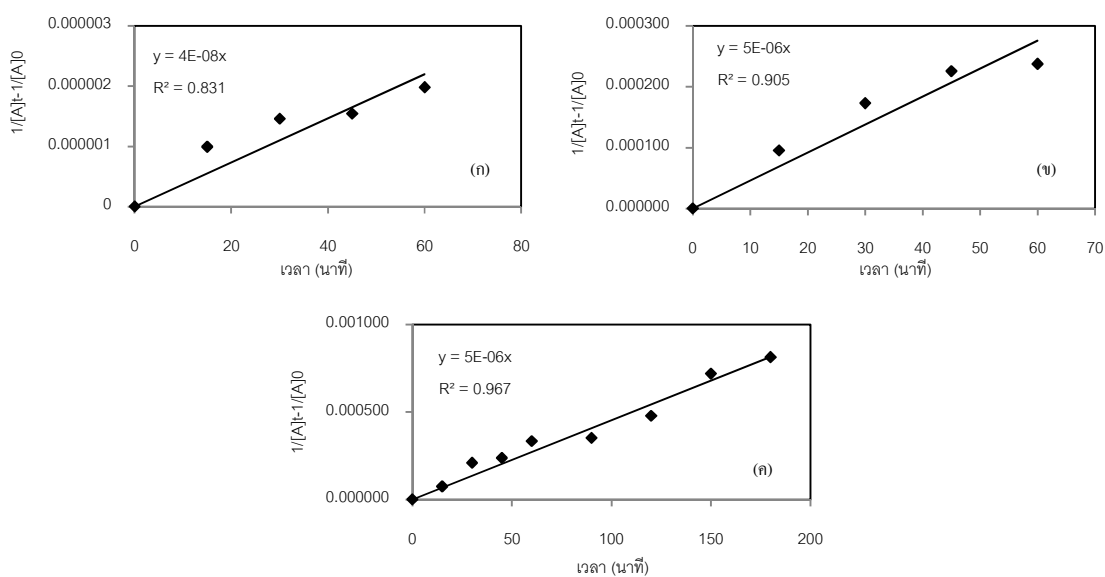 0.000003
0.000002
0.000001
0
1/[A]t-1/[A]0
y = 4E-08x
R² = 0.831
(ก)
0 20 40 60 80
เวลา (นาที)
0.000300
0.000200
0.000100
0.000000
1/[A]t-1/[A]0
y = 5E-06x
R² = 0.905
(ข)
0 10 20 30 40 50 60 70
เวลา (นาที)
0.001000
0.000500
0.000000
1/[A]t-1/[A]0
y = 5E-06x
R² = 0.967
(ค)
0 50 100 150 200
เวลา (นาที)